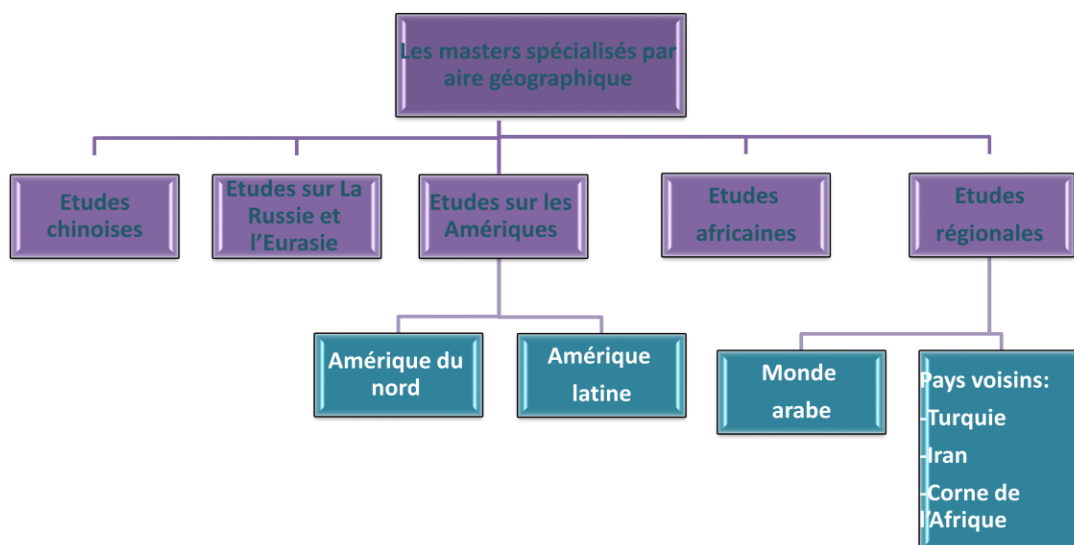 Les masters spécialisés par
aire géographique
Etudes
chinoises
Etudes sur La
Russie et
l'Eurasie
Etudes sur les
Amériques
Etudes
africaines
Etudes
régionales
Amérique du
nord
Amérique
latine
Monde
arabe
Pays voisins:
-Turquie
-Iran
-Corne de
l'Afrique